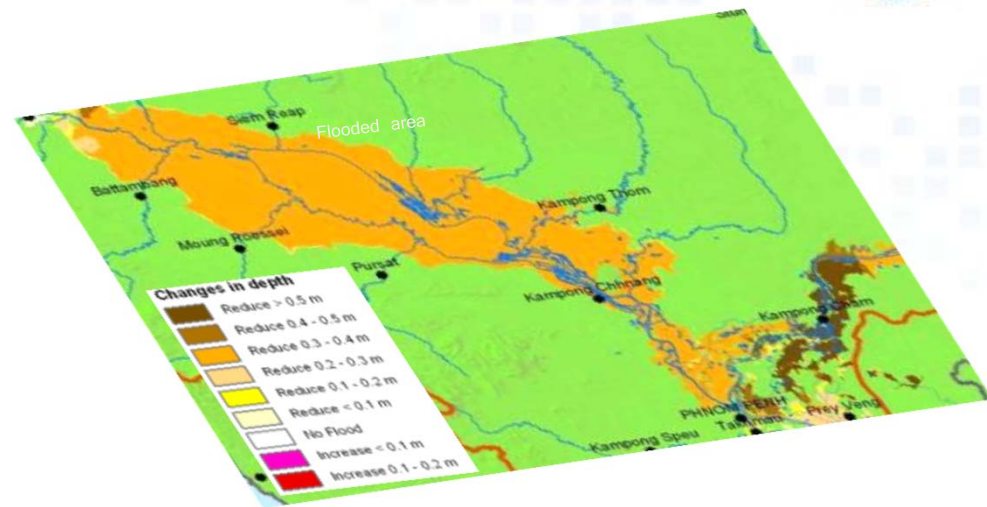 Siem Reap
Flooded area
Battambang
Kampong Thom
Moung Roessei
Pursat
Kampong Chhnang
Kampong Cham
PHNOM PENH
Takhmau
Prey Veng
Kampong Speu
Changes in depth
Reduce > 0.5 m
Reduce 0.4 - 0.5 m
Reduce 0.3 - 0.4 m
Reduce 0.2 - 0.3 m
Reduce 0.1 - 0.2 m
Reduce < 0.1 m
No Flood
Increase < 0.1 m
Increase 0.1 - 0.2 m